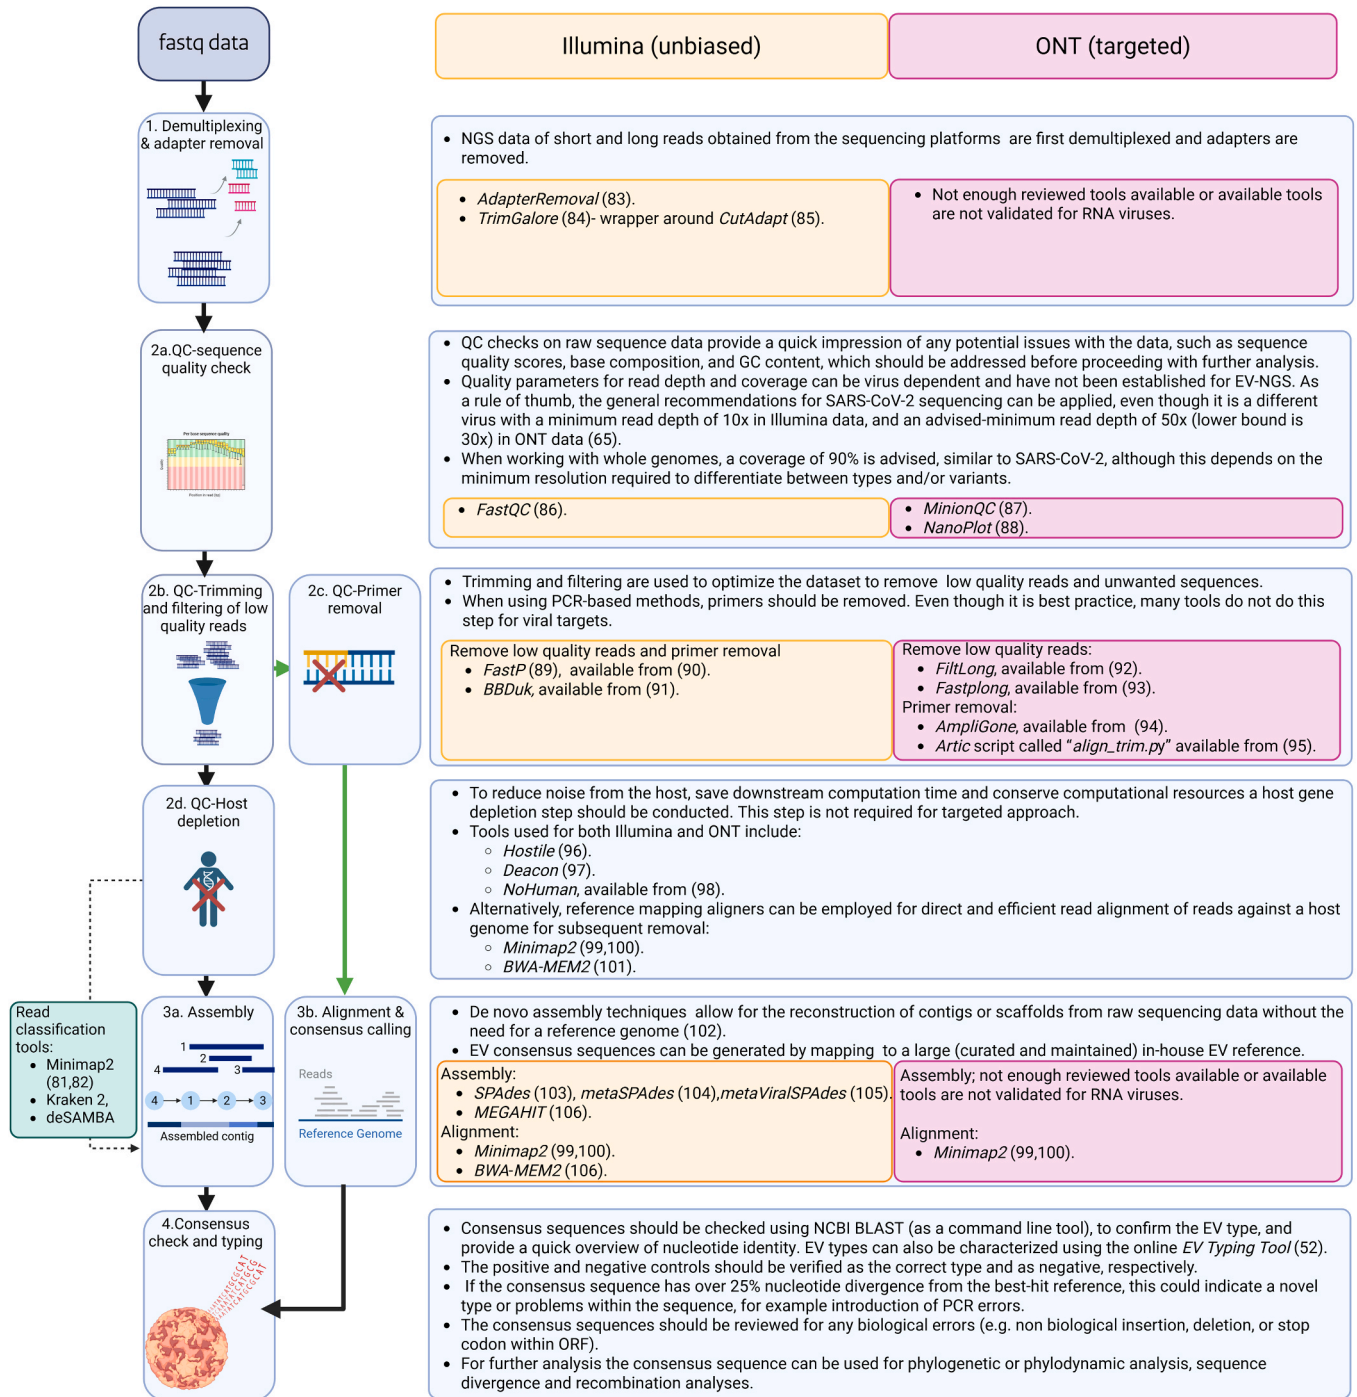 fastq data
Illumina (unbiased)
ONT (targeted)
1. Demultiplexing
& adapter removal
• NGS data of short and long reads obtained from the sequencing platforms are first demultiplexed and adapters are
removed.
• AdapterRemoval (83).
• TrimGalore (84)- wrapper around CutAdapt (85).
• Not enough reviewed tools available or available tools
are not validated for RNA viruses.
2a.QC-sequence
quality check
Per base sequence quality
Quality
Position in read (bp)
• QC checks on raw sequence data provide a quick impression of any potential issues with the data, such as sequence
quality scores, base composition, and GC content, which should be addressed before proceeding with further analysis.
• Quality parameters for read depth and coverage can be virus dependent and have not been established for EV-NGS. As
a rule of thumb, the general recommendations for SARS-CoV-2 sequencing can be applied, even though it is a different
virus with a minimum read depth of 10x in Illumina data, and an advised-minimum read depth of 50x (lower bound is
30x) in ONT data (65).
• When working with whole genomes, a coverage of 90% is advised, similar to SARS-CoV-2, although this depends on the
minimum resolution required to differentiate between types and/or variants.
• FastQC (86).
• MinionQC (87).
• NanoPlot (88).
2b. QC-Trimming
and filtering of low
quality reads
2c. QC-Primer
removal
• Trimming and filtering are used to optimize the dataset to remove low quality reads and unwanted sequences.
• When using PCR-based methods, primers should be removed. Even though it is best practice, many tools do not do this
step for viral targets.
Remove low quality reads and primer removal
• FastP (89), available from (90).
• BBDuk, available from (91).
Remove low quality reads:
• FiltLong, available from (92).
• Fastplong, available from (93).
Primer removal:
• AmpliGone, available from (94).
• Artic script called “align_trim.py” available from (95).
2d. QC-Host
depletion
• To reduce noise from the host, save downstream computation time and conserve computational resources a host gene
depletion step should be conducted. This step is not required for targeted approach.
• Tools used for both Illumina and ONT include:
○ Hostile (96).
○ Deacon (97).
○ NoHuman, available from (98).
• Alternatively, reference mapping aligners can be employed for direct and efficient read alignment of reads against a host
genome for subsequent removal:
○ Minimap2 (99,100).
○ BWA-MEM2 (101).
Read
classification
tools:
• Minimap2
(81,82)
• Kraken 2,
• deSAMBA
3a. Assembly
1
2
4 3
4 1 2 3
Assembled contig
3b. Alignment &
consensus calling
Reads
Reference Genome
• De novo assembly techniques allow for the reconstruction of contigs or scaffolds from raw sequencing data without the
need for a reference genome (102).
• EV consensus sequences can be generated by mapping to a large (curated and maintained) in-house EV reference.
Assembly:
• SPAdes (103), metaSPAdes (104),metaViralSPAdes (105).
• MEGAHIT (106).
Alignment:
• Minimap2 (99,100).
• BWA-MEM2 (106).
Assembly; not enough reviewed tools available or available
tools are not validated for RNA viruses.
Alignment:
• Minimap2 (99,100).
4.Consensus
check and typing
• Consensus sequences should be checked using NCBI BLAST (as a command line tool), to confirm the EV type, and
provide a quick overview of nucleotide identity. EV types can also be characterized using the online EV Typing Tool (52).
• The positive and negative controls should be verified as the correct type and as negative, respectively.
• If the consensus sequence has over 25% nucleotide divergence from the best-hit reference, this could indicate a novel
type or problems within the sequence, for example introduction of PCR errors.
• The consensus sequences should be reviewed for any biological errors (e.g. non biological insertion, deletion, or stop
codon within ORF).
• For further analysis the consensus sequence can be used for phylogenetic or phylodynamic analysis, sequence
divergence and recombination analyses.